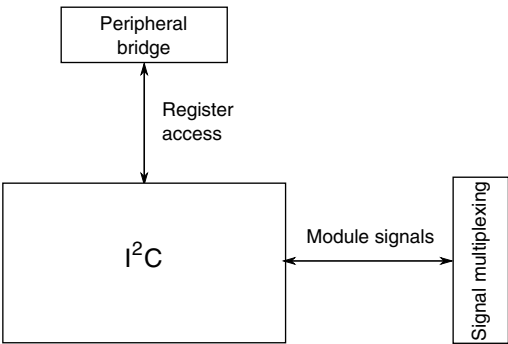 Peripheral
bridge
Register
access
I²C
Module signals
Signal multiplexing